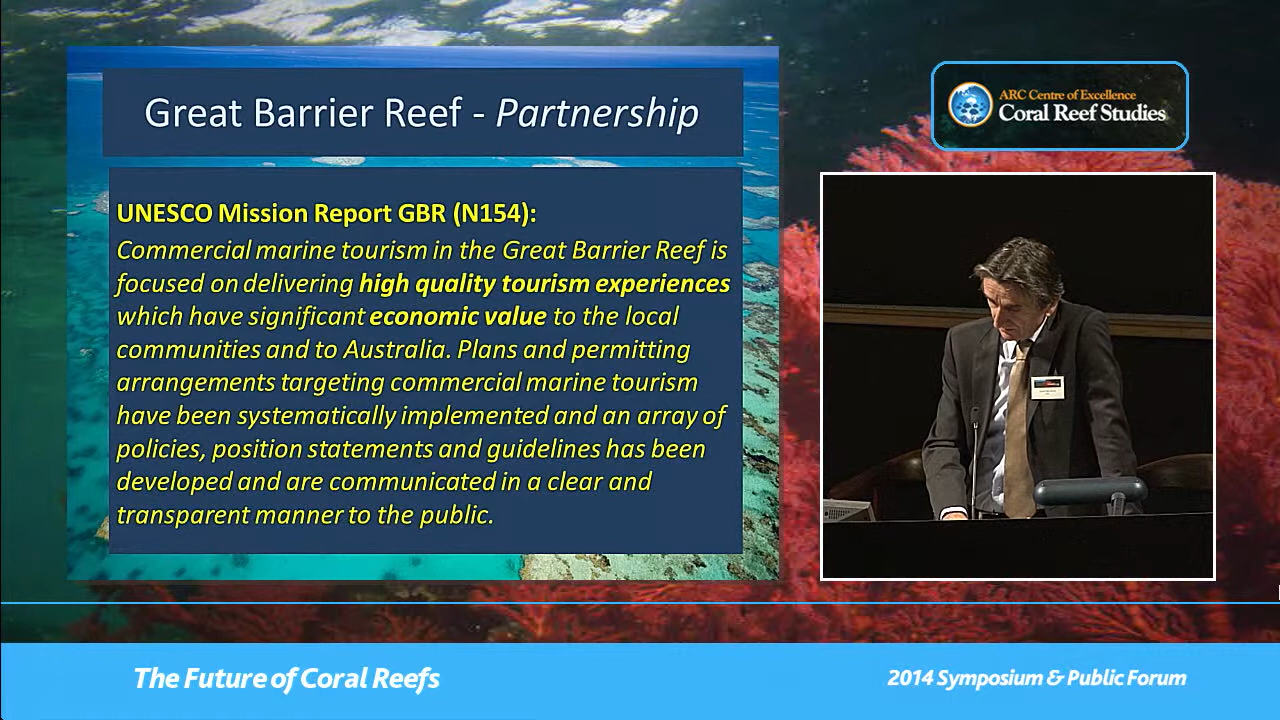 Great Barrier Reef - Partnership
UNESCO Mission Report GBR (N154):
Commercial marine tourism in the Great Barrier Reef is
focused on delivering high quality tourism experiences
which have significant economic value to the local
communities and to Australia. Plans and permitting
arrangements targeting commercial marine tourism
have been systematically implemented and an array of
policies, position statements and guidelines has been
developed and are communicated in a clear and
transparent manner to the public.
ARC Centre of Excellence
Coral Reef Studies
The Future of Coral Reefs
2014 Symposium & Public Forum